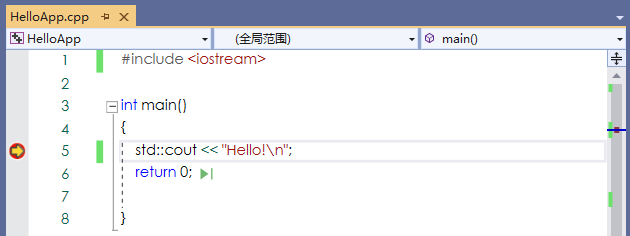 HelloApp.cpp
HelloApp (全局范围) main()
1 #include <iostream>
2
3 int main()
4 {
5 std::cout << "Hello!\n";
6 return 0;
7
8 }